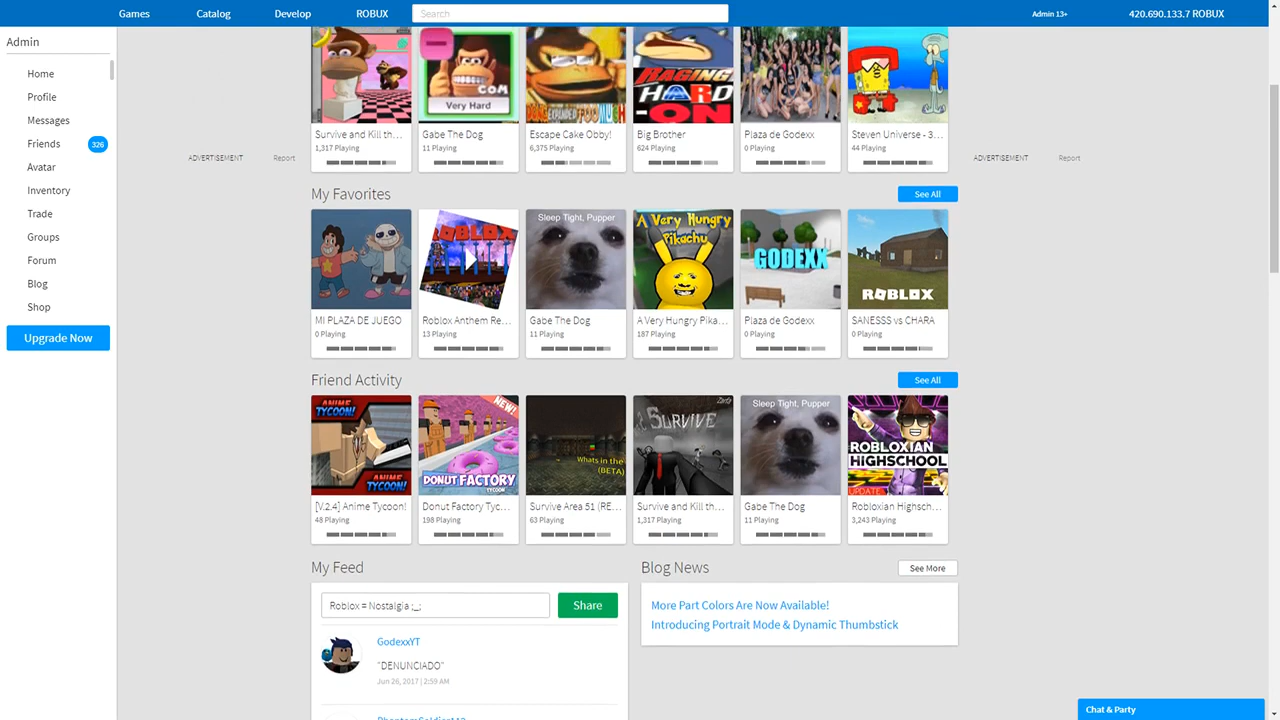 Games Catalog Develop ROBUX Search Admin 13+ 420.690.133.7 ROBUX
Admin
Home
Profile
Messages
Friends 326
Avatar
Inventory
Trade
Groups
Forum
Blog
Shop
Upgrade Now
ADVERTISEMENT Report
COM
Very Hard
EXPANDED
RAGING
HARD
-ON
Survive and Kill th... Gabe The Dog Escape Cake Obby! Big Brother Plaza de Godexx Steven Universe - 3...
1,317 Playing 11 Playing 6,375 Playing 624 Playing 0 Playing 44 Playing
ADVERTISEMENT Report
My Favorites See All
ROBLOX
Sleep Tight, Pupper
A Very Hungry
Pikachu
GODEXX
ROBLOX
MI PLAZA DE JUEGO Roblox Anthem Re... Gabe The Dog A Very Hungry Pika... Plaza de Godexx SANESSS vs CHARA
0 Playing 13 Playing 11 Playing 187 Playing 0 Playing 0 Playing
Friend Activity See All
ANIME
TYCOON!
ANIME
TYCOON!
NEW!
DONUT FACTORY
TYCOON
Whats in the
(BETA)
SURVIVE
Sleep Tight, Pupper
ROBLOXIAN
HIGHSCHOOL
UPDATE
[V.2.4] Anime Tycoon! Donut Factory Tyc... Survive Area 51 (RE... Survive and Kill th... Gabe The Dog Robloxian Highsch...
48 Playing 198 Playing 63 Playing 1,317 Playing 11 Playing 3,243 Playing
My Feed
Roblox = Nostalgia ;_; Share
GodexxYT
"DENUNCIADO"
Jun 26, 2017 | 2:59 AM
Blog News See More
More Part Colors Are Now Available!
Introducing Portrait Mode & Dynamic Thumbstick
Chat & Party